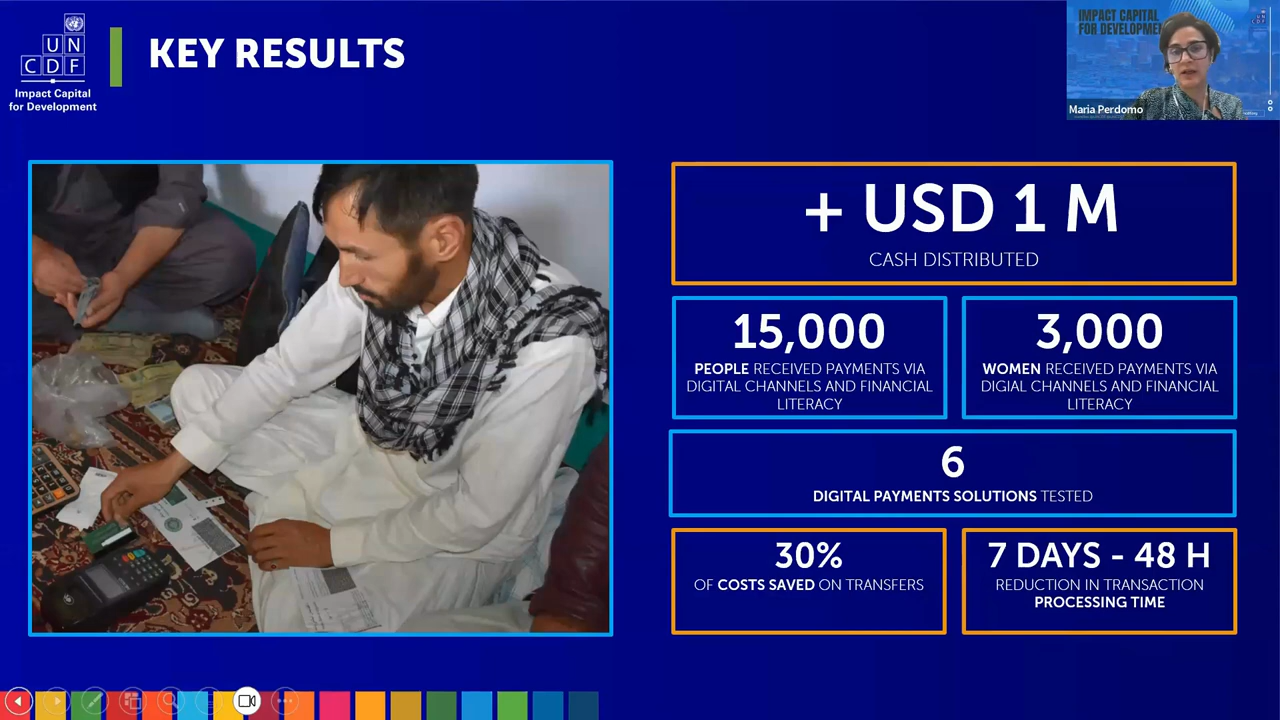 UN
CDF
Impact Capital
for Development
KEY RESULTS
IMPACT CAPITAL
FOR DEVELOPME
Maria Perdomo
+ USD 1 M
CASH DISTRIBUTED
15,000
PEOPLE RECEIVED PAYMENTS VIA
DIGITAL CHANNELS AND FINANCIAL
LITERACY
3,000
WOMEN RECEIVED PAYMENTS VIA
DIGIAL CHANNELS AND FINANCIAL
LITERACY
6
DIGITAL PAYMENTS SOLUTIONS TESTED
30%
OF COSTS SAVED ON TRANSFERS
7 DAYS - 48 H
REDUCTION IN TRANSACTION
PROCESSING TIME